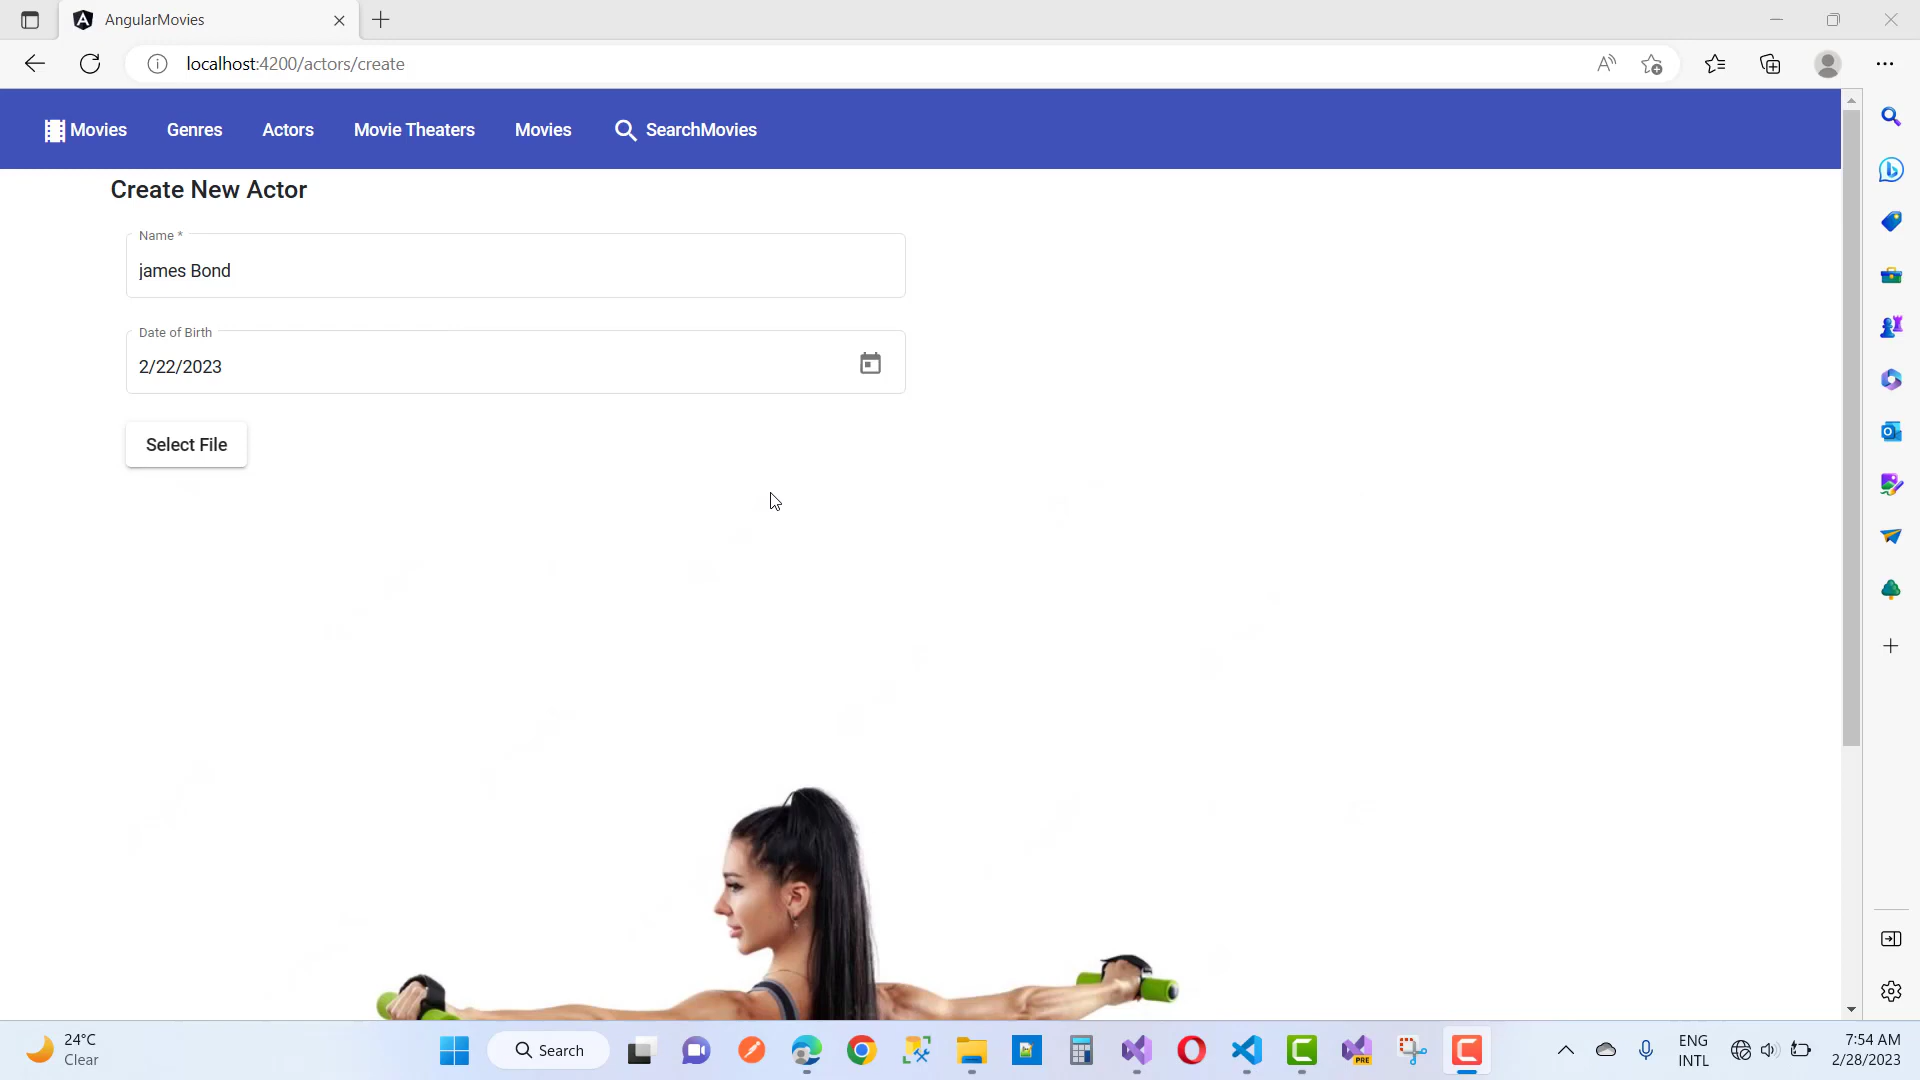 AngularMovies
localhost:4200/actors/create
Movies Genres Actors Movie Theaters Movies SearchMovies
Create New Actor
Name *
james Bond
Date of Birth
2/22/2023
Select File
24°C
Clear
Search
PRE
ENG
INTL
7:54 AM
2/28/2023